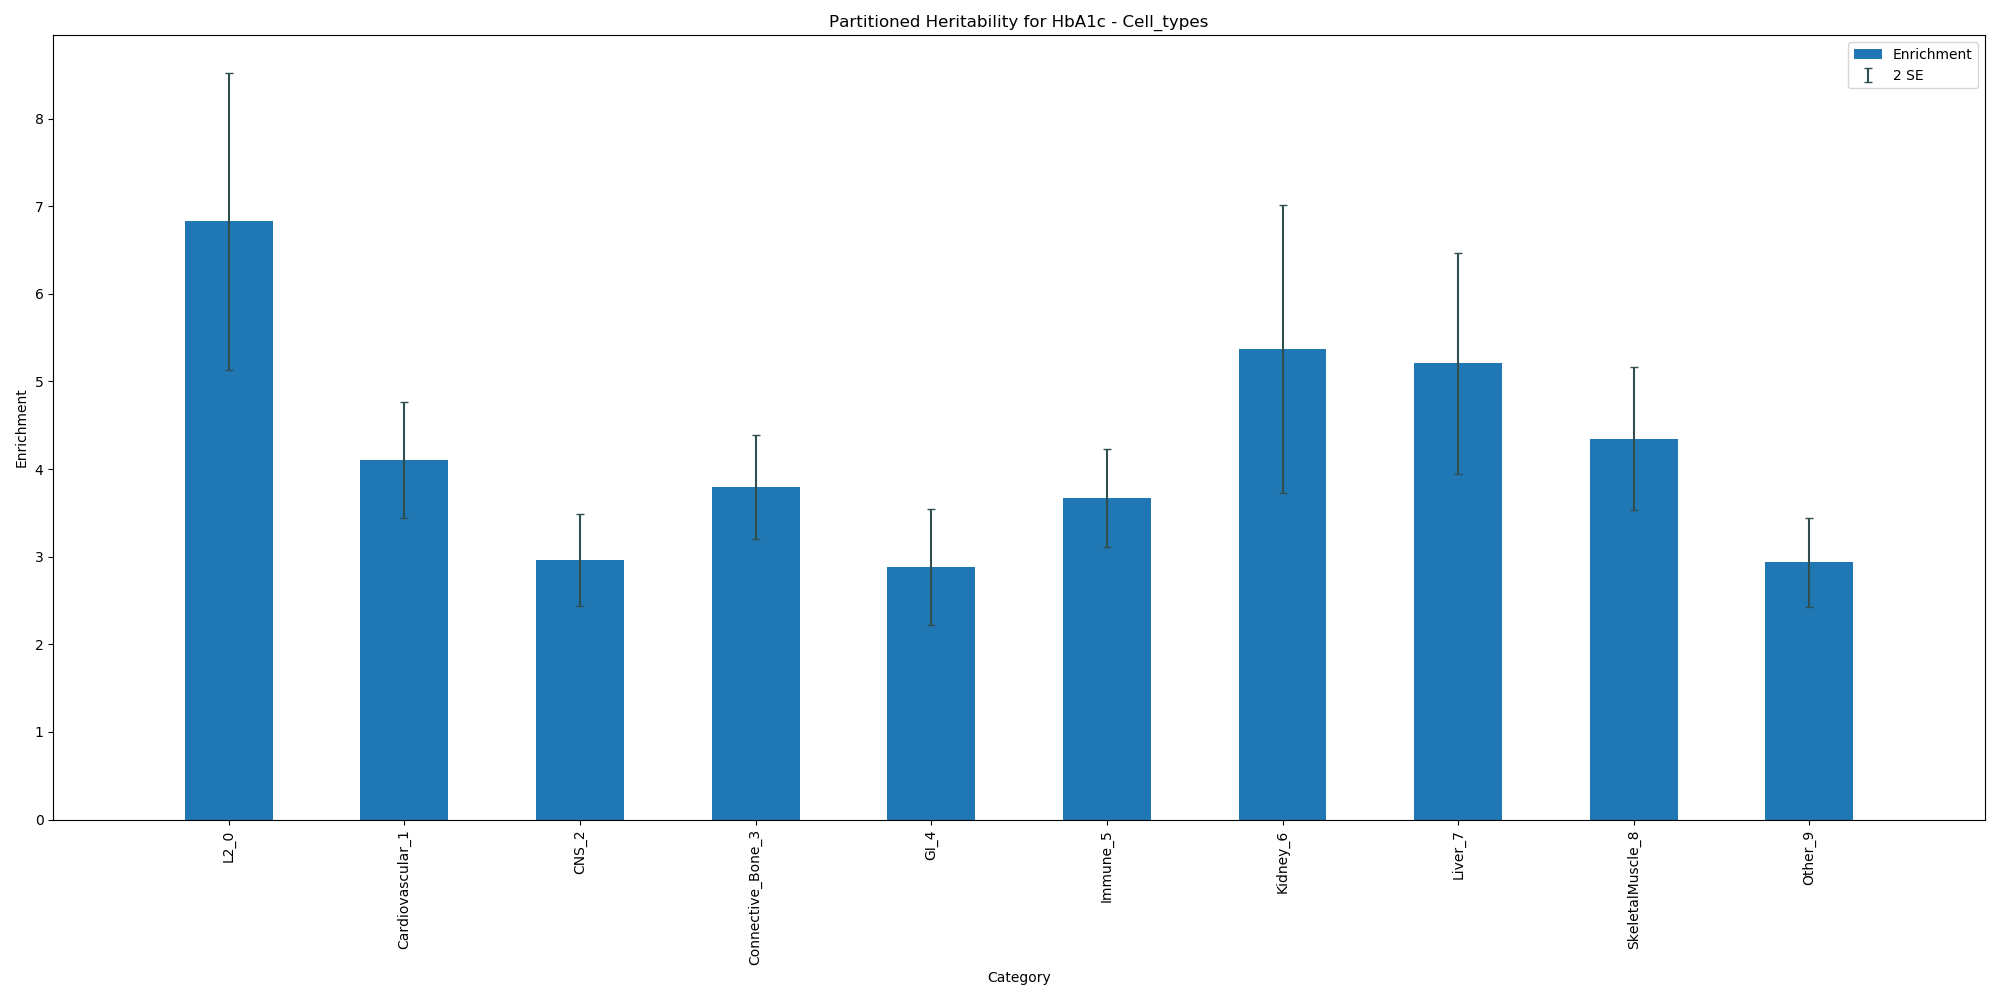 Partitioned Heritability for HbA1c - Cell_types
Enrichment
2 SE
Enrichment
8
7
6
5
4
3
2
1
0
L2_0
Cardiovascular_1
CNS_2
Connective_Bone_3
GI_4
Immune_5
Kidney_6
Liver_7
SkeletalMuscle_8
Other_9
Category